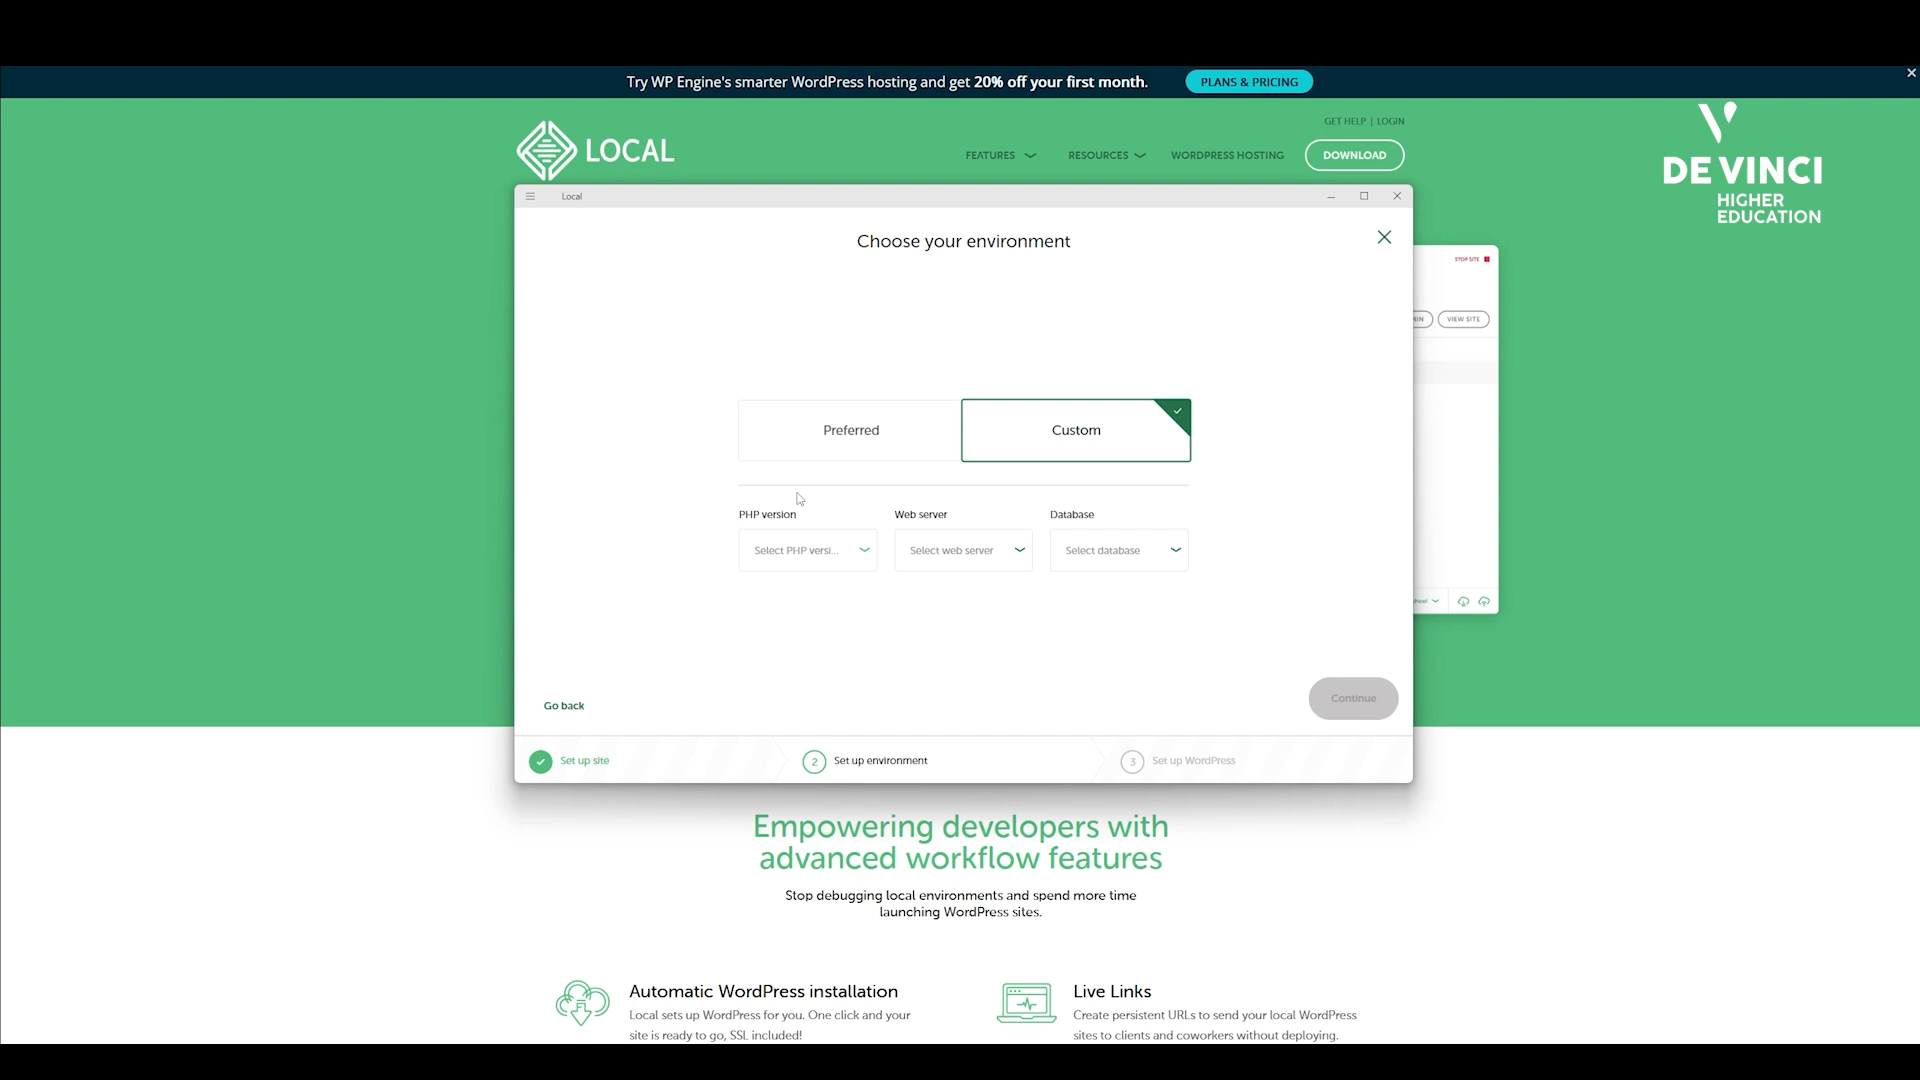 Try WP Engine's smarter WordPress hosting and get 20% off your first month.
PLANS & PRICING
GET HELP | LOGIN
LOCAL
FEATURES
RESOURCES
WORDPRESS HOSTING
DOWNLOAD
DE VINCI
HIGHER
EDUCATION
Local
Choose your environment
STOP SITE
VIEW SITE
Preferred
Custom
PHP version
Web server
Database
Select PHP versi...
Select web server
Select database
Go back
Continue
Set up site
2
Set up environment
3
Set up WordPress
Empowering developers with
advanced workflow features
Stop debugging local environments and spend more time
launching WordPress sites.
Automatic WordPress installation
Local sets up WordPress for you. One click and your
site is ready to go, SSL included!
Live Links
Create persistent URLs to send your local WordPress
sites to clients and coworkers without deploying.